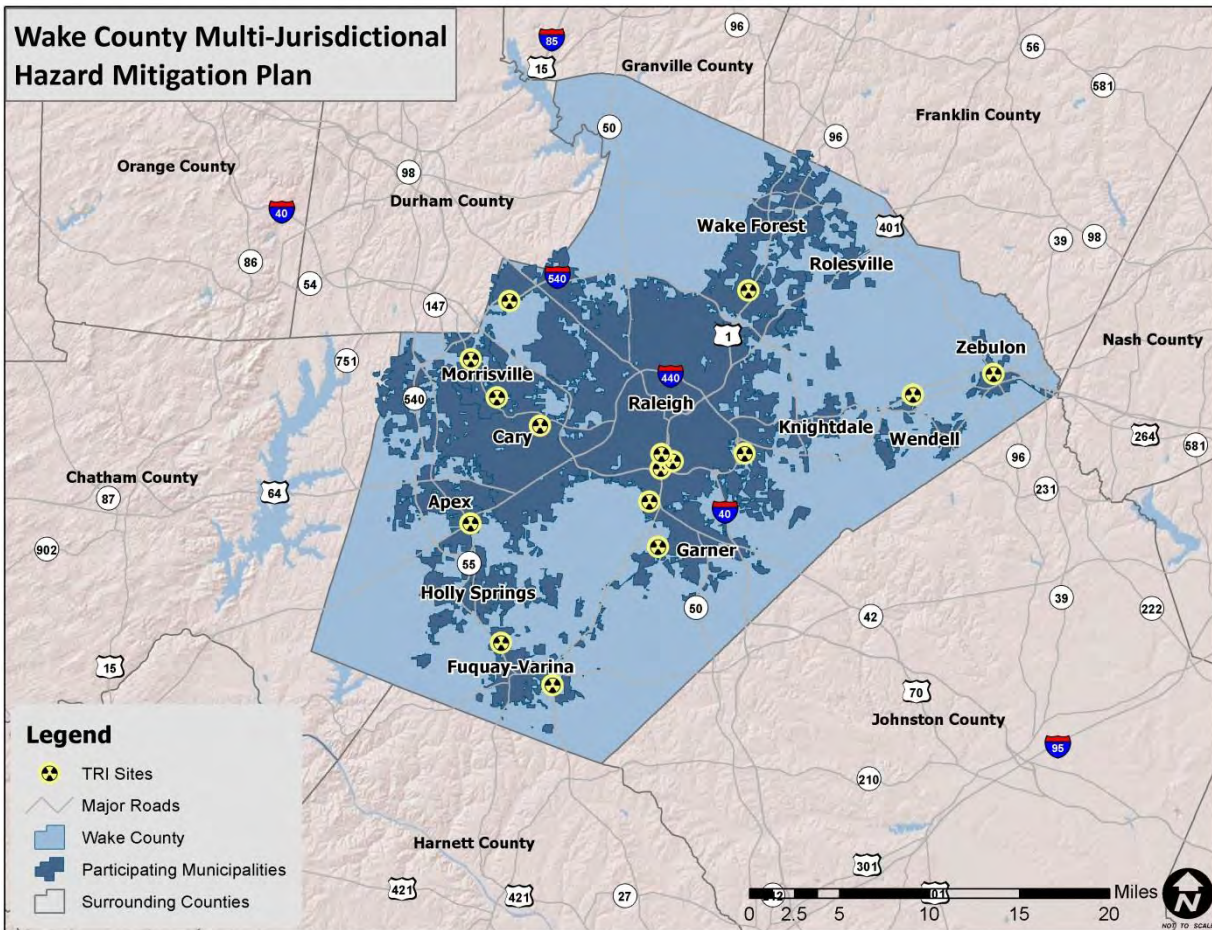 Wake County Multi-Jurisdictional
Hazard Mitigation Plan
85
15
96
56
Granville County
581
Franklin County
50
96
Orange County
98
Durham County
40
Wake Forest
401
39
98
86
54
540
Rolesville
147
1
Nash County
751
Zebulon
Morrisville
440
540
Raleigh
Cary
Knightdale
Wendell
264
581
96
Chatham County
87
64
231
Apex
40
902
Garner
55
Holly Springs
50
39
222
42
15
Fuquay-Varina
70
Johnston County
95
210
Legend
TRI Sites
Major Roads
Wake County
Participating Municipalities
Surrounding Counties
Harnett County
301
421
421
27
Miles
0 2.5 5 10 15 20
N
NOT TO SCALE